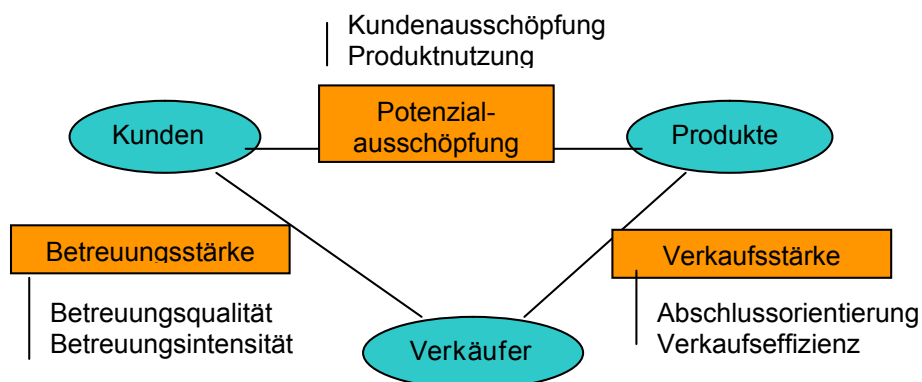 Kundenausschöpfung
Produktnutzung
Kunden
Potenzial-
ausschöpfung
Produkte
Betreuungsstärke
Verkaufsstärke
Betreuungsqualität
Betreuungsintensität
Verkäufer
Abschlussorientierung
Verkaufseffizienz